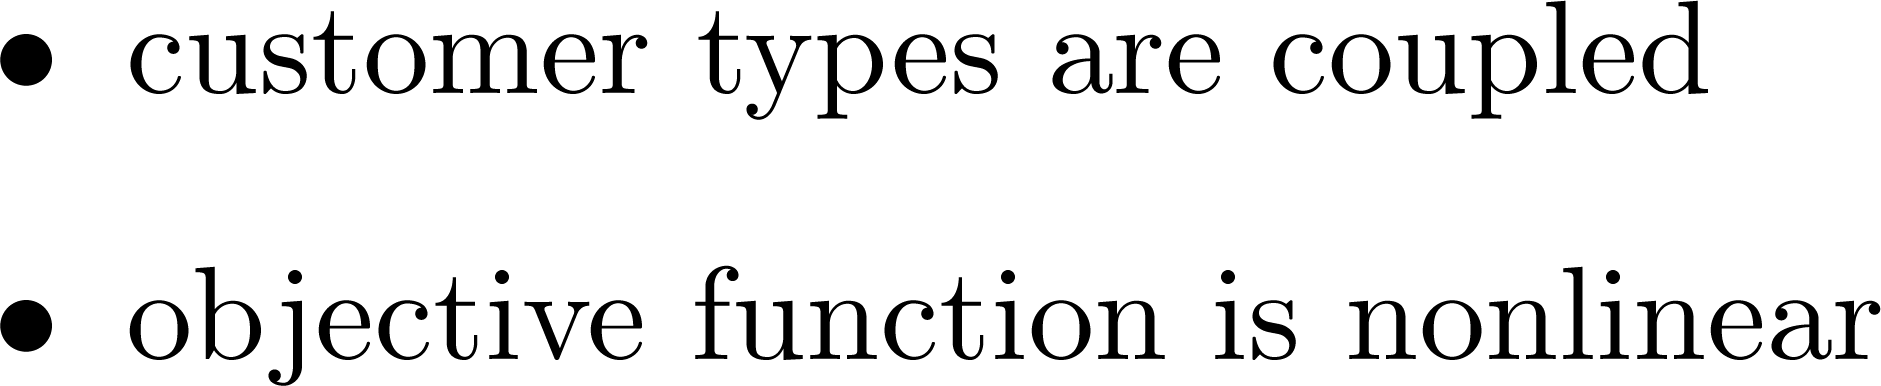 • customer types are coupled
• objective function is nonlinear